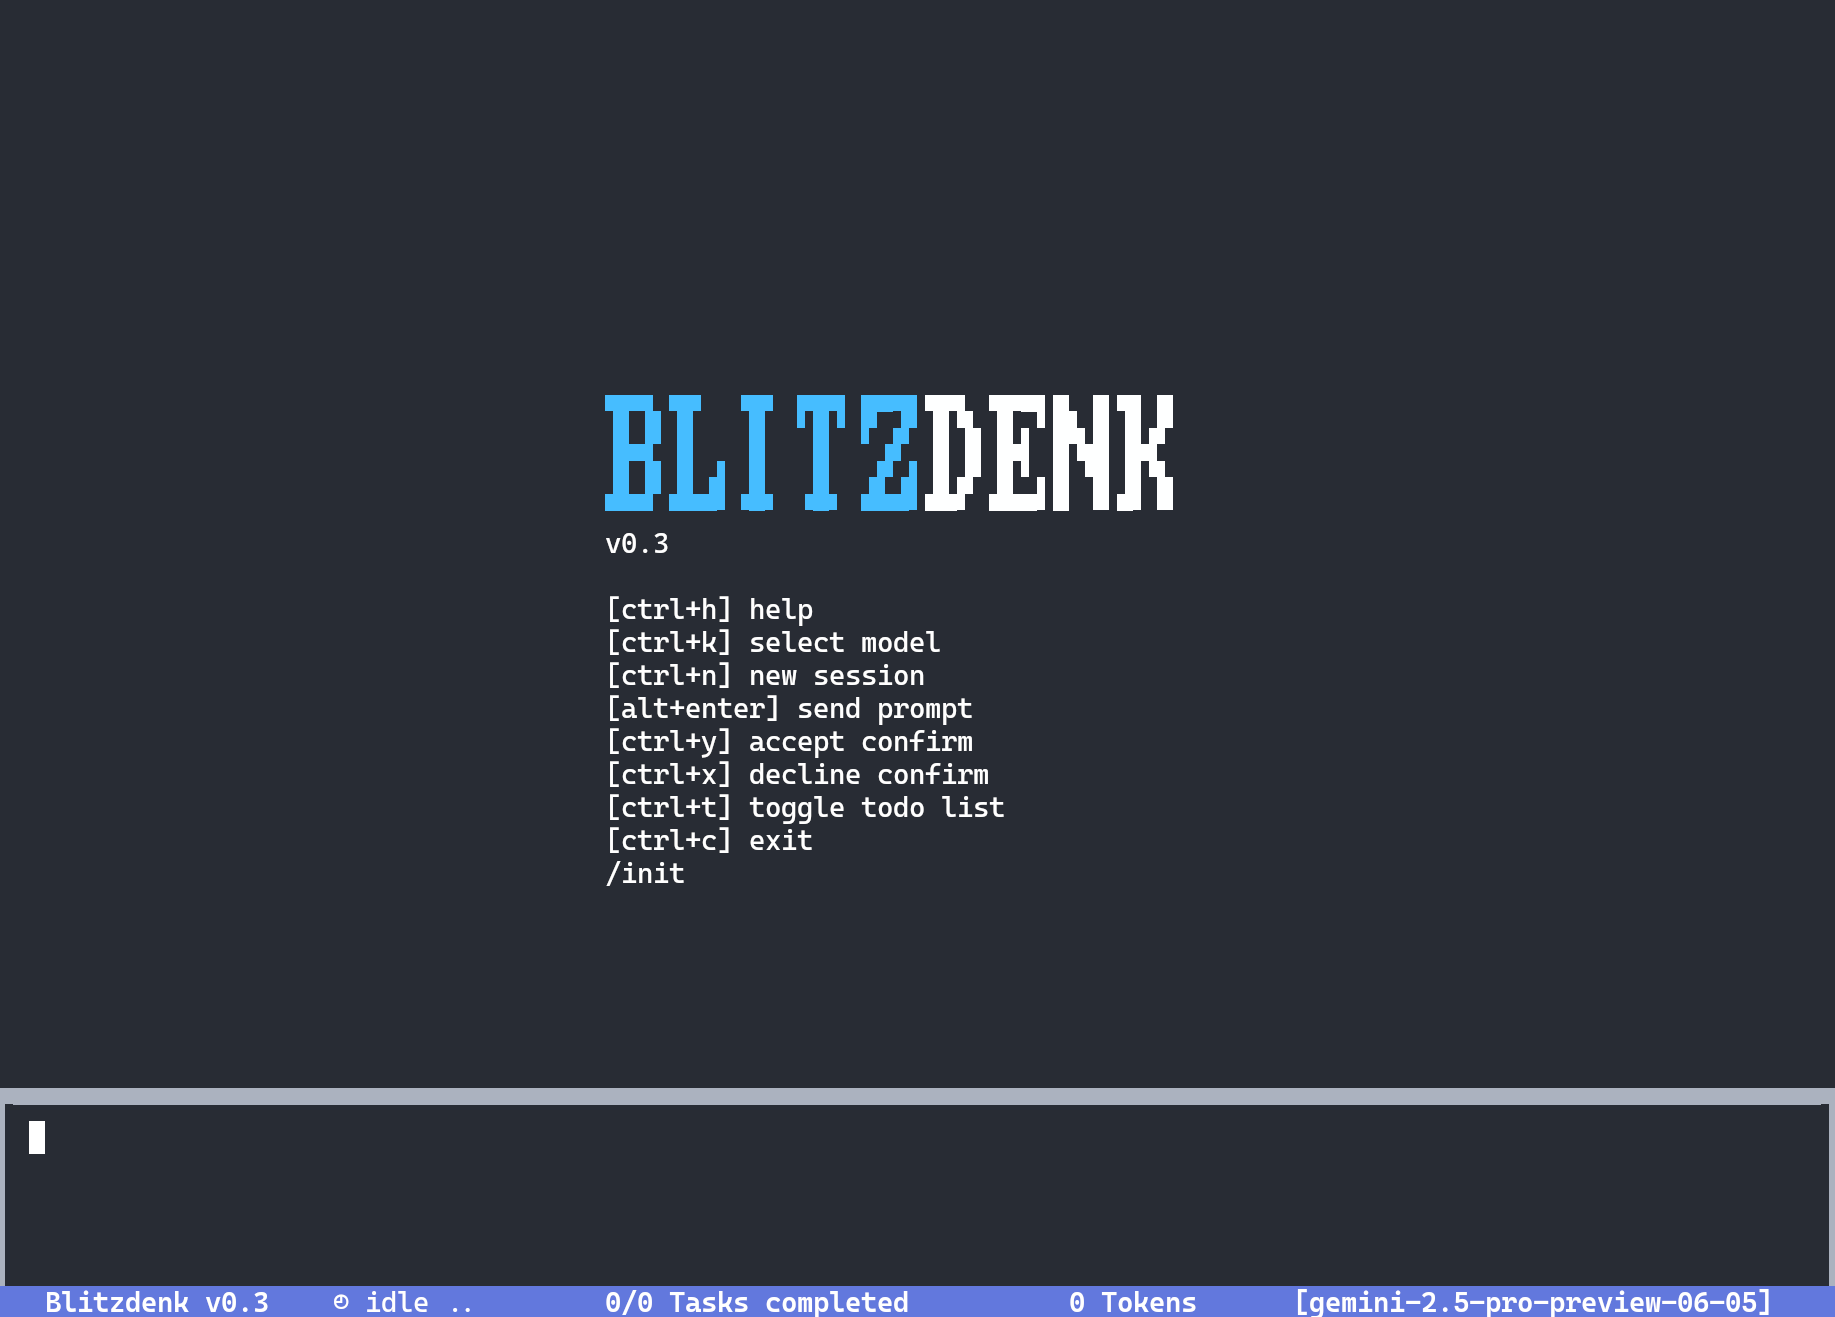 BLITZDENK
v0.3
[ctrl+h] help
[ctrl+k] select model
[ctrl+n] new session
[alt+enter] send prompt
[ctrl+y] accept confirm
[ctrl+x] decline confirm
[ctrl+t] toggle todo list
[ctrl+c] exit
/init
Blitzdenk v0.3 ◴ idle .. 0/0 Tasks completed 0 Tokens [gemini-2.5-pro-preview-06-05]